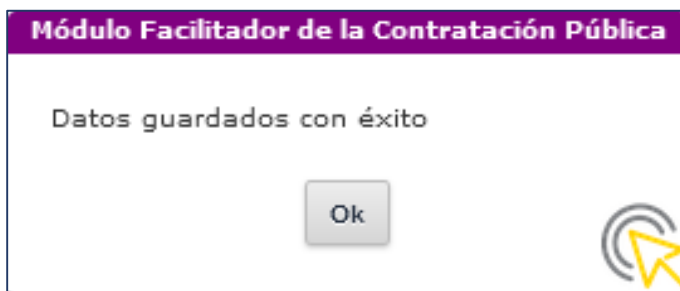 Módulo Facilitador de la Contratación Pública
Datos guardados con éxito
Ok